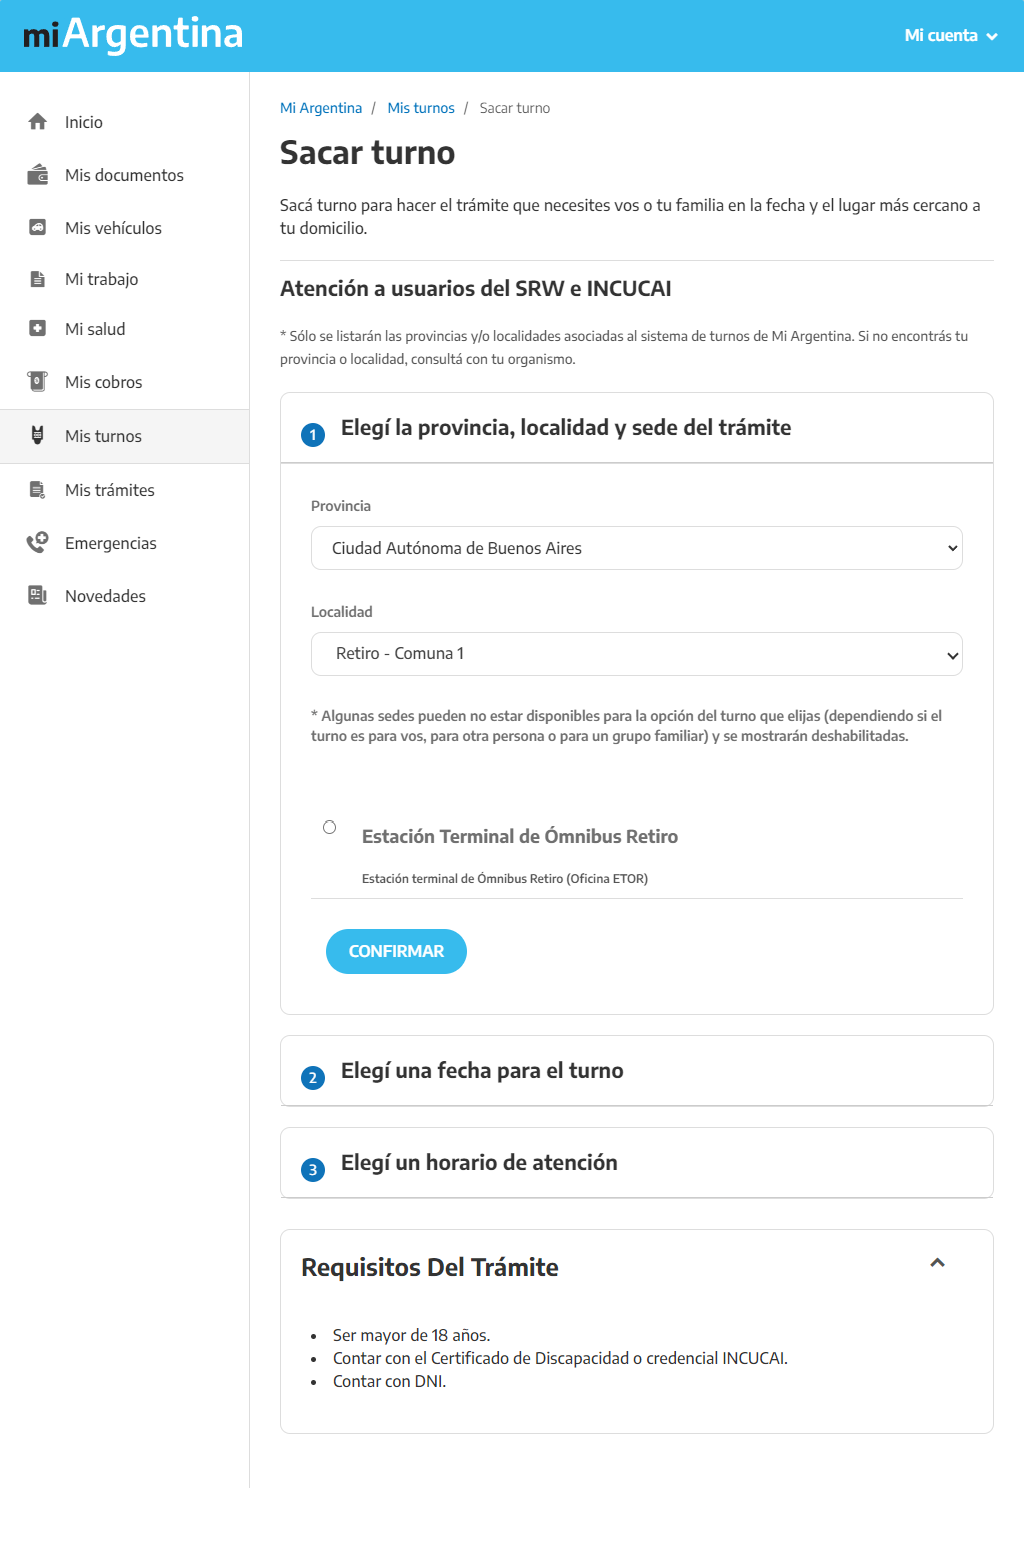 miArgentina
Mi cuenta
Inicio
Mis documentos
Mis vehículos
Mi trabajo
Mi salud
Mis cobros
Mis turnos
Mis trámites
Emergencias
Novedades
Mi Argentina / Mis turnos / Sacar turno
Sacar turno
Sacá turno para hacer el trámite que necesites vos o tu familia en la fecha y el lugar más cercano a
tu domicilio.
Atención a usuarios del SRW e INCUCAI
* Sólo se listarán las provincias y/o localidades asociadas al sistema de turnos de Mi Argentina. Si no encontrás tu
provincia o localidad, consultá con tu organismo.
1 Elegí la provincia, localidad y sede del trámite
Provincia
Ciudad Autónoma de Buenos Aires
Localidad
Retiro - Comuna 1
* Algunas sedes pueden no estar disponibles para la opción del turno que elijas (dependiendo si el
turno es para vos, para otra persona o para un grupo familiar) y se mostrarán deshabilitadas.
Estación Terminal de Ómnibus Retiro
Estación terminal de Ómnibus Retiro (Oficina ETOR)
CONFIRMAR
2 Elegí una fecha para el turno
3 Elegí un horario de atención
Requisitos Del Trámite
• Ser mayor de 18 años.
• Contar con el Certificado de Discapacidad o credencial INCUCAI.
• Contar con DNI.